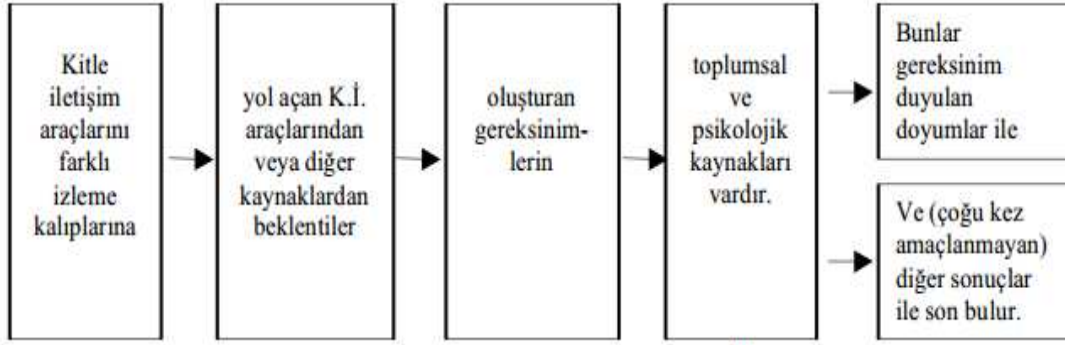 Kitle
iletişim
araçlarını
farklı
izleme
kalıplarına
yol açan K.İ.
araçlarından
veya diğer
kaynaklardan
beklentiler
oluşturan
gereksinim-
lerin
toplumsal
ve
psikolojik
kaynakları
vardır.
Bunlar
gereksinim
duyulan
doyumlar ile
Ve (çoğu kez
amaçlanmayan)
diğer sonuçlar
ile son bulur.